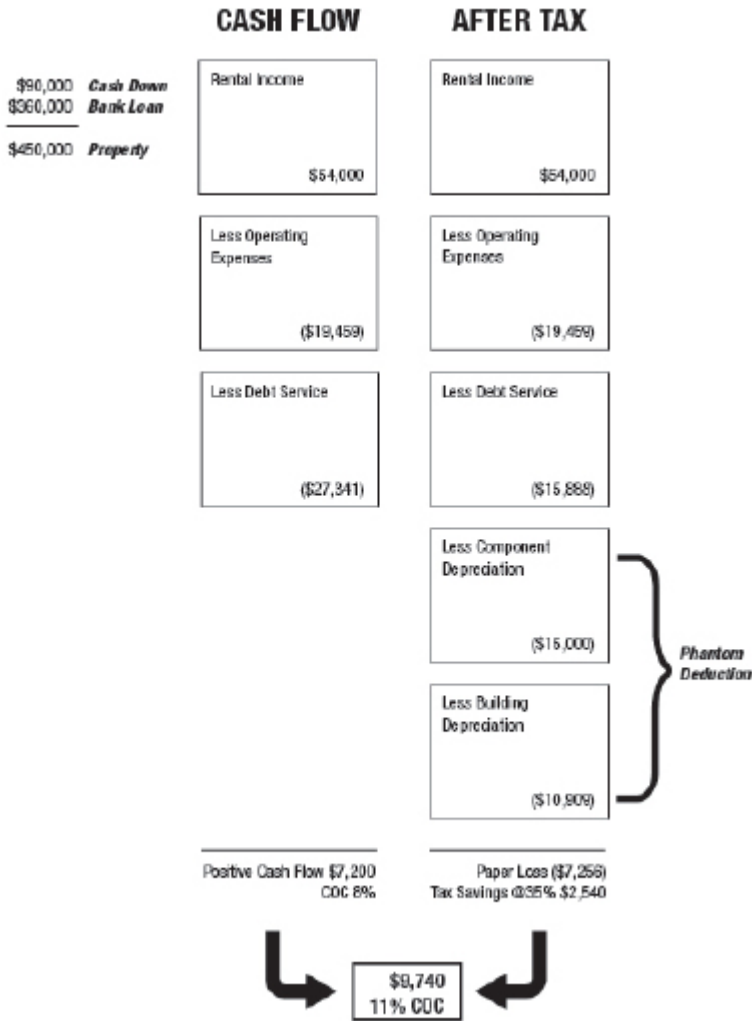 CASH FLOW
AFTER TAX
$90,000 Cash Down
$360,000 Bank Loan
$450,000 Property
Rental Income
$54,000
Rental Income
$54,000
Less Operating
Expenses
($19,459)
Less Operating
Expenses
($19,459)
Less Debt Service
($27,341)
Less Debt Service
($15,888)
Less Component
Depreciation
($15,000)
Less Building
Depreciation
($10,909)
Phantom
Deduction
Positive Cash Flow $7,200
COC 8%
Paper Loss ($7,256)
Tax Savings @35% $2,540
$9,740
11% COC